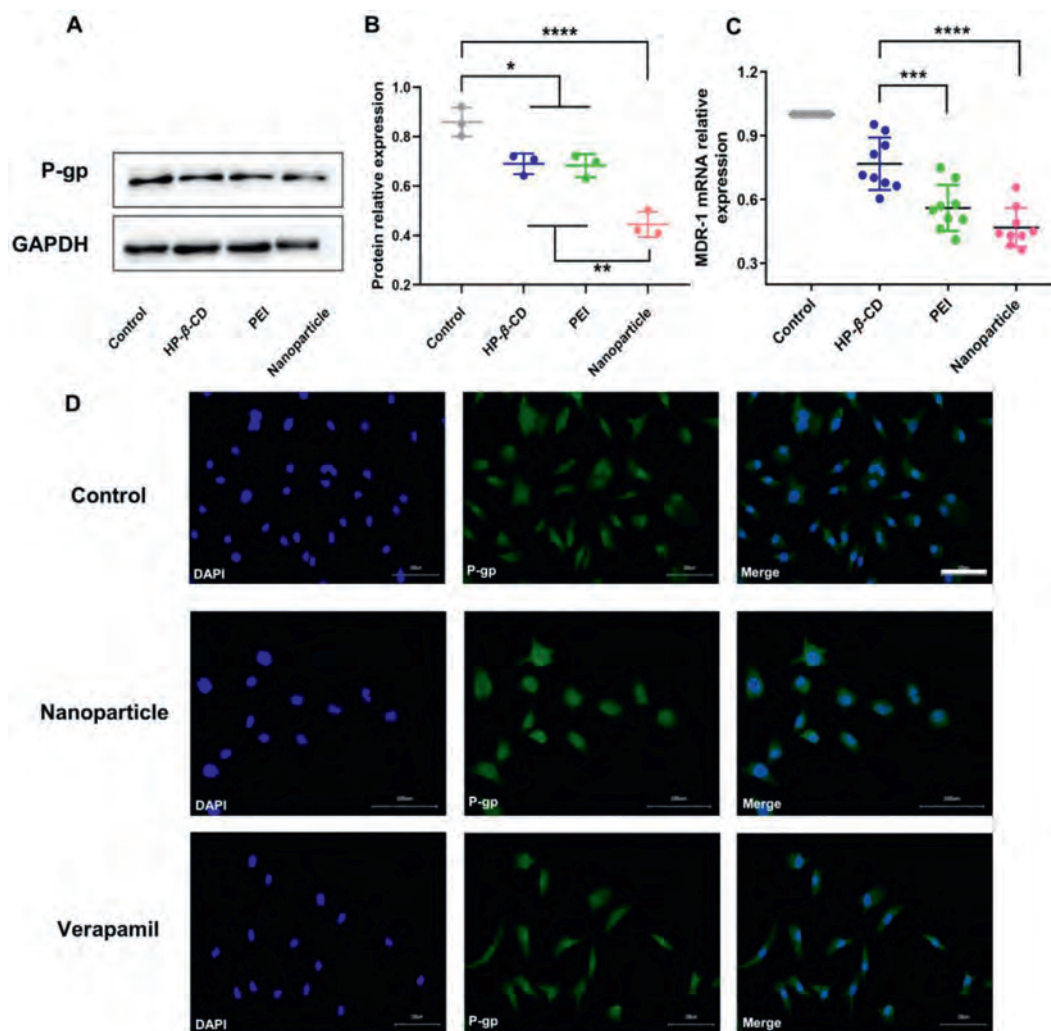 A
P-gp
GAPDH
Control
HP-β-CD
PEI
Nanoparticle
B
****
*
**
Protein relative expression
1.0
0.8
0.6
0.4
0.2
Control
HP-β-CD
PEI
Nanoparticle
C
****
***
MDR-1 mRNA relative
expression
1.2
0.9
0.6
0.3
Control
HP-β-CD
PEI
Nanoparticle
D
Control
DAPI
P-gp
Merge
Nanoparticle
DAPI
P-gp
Merge
Verapamil
DAPI
P-gp
Merge